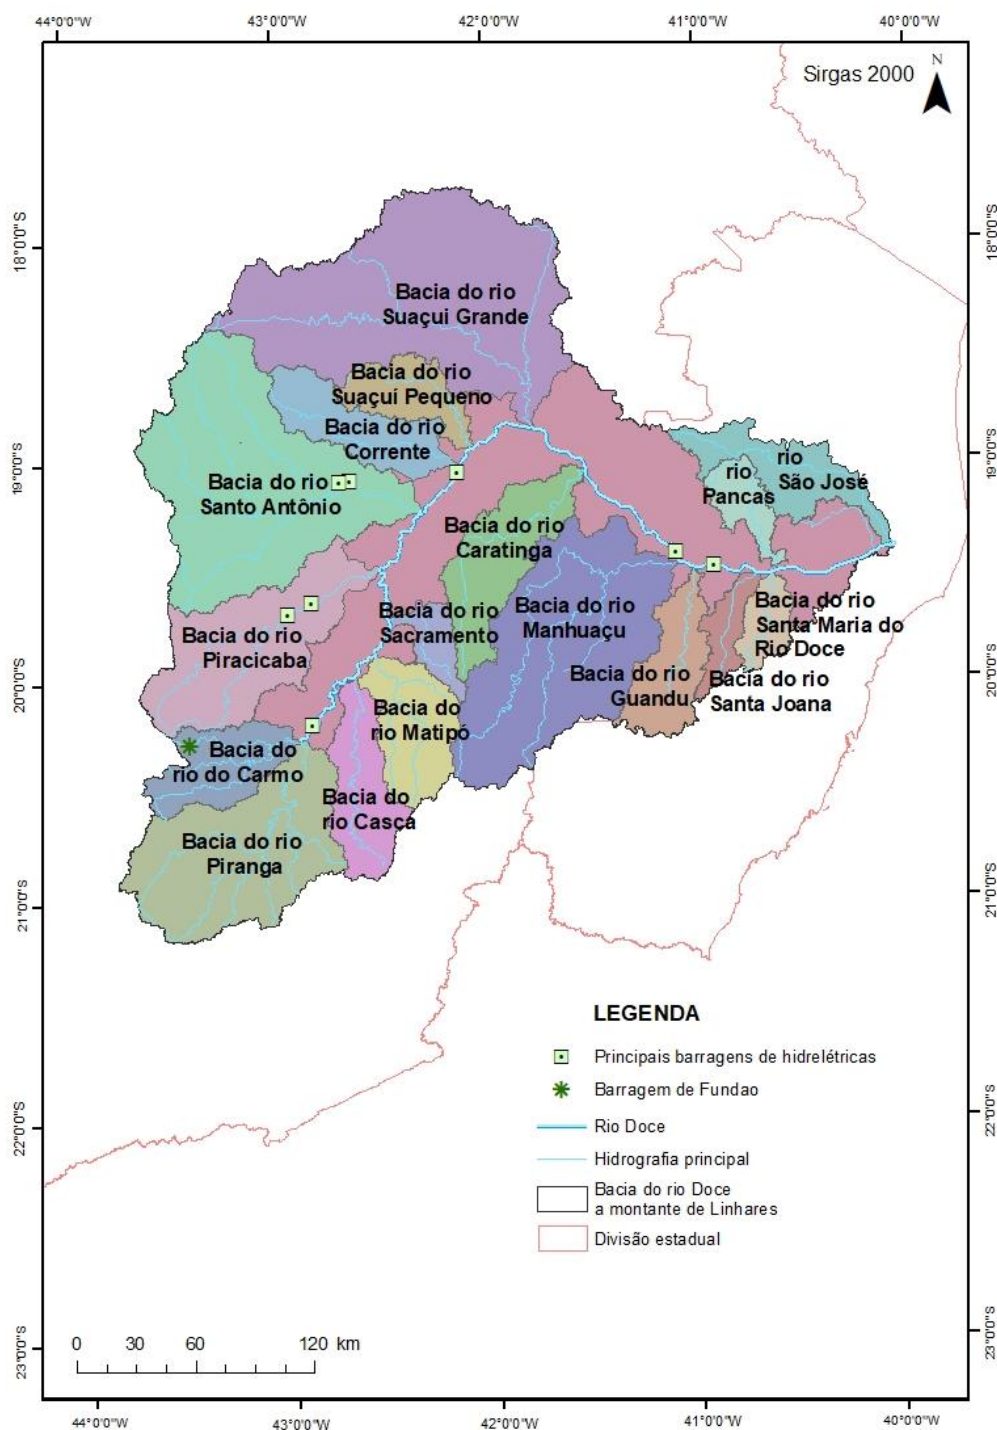 44°0'0"W
43°0'0"W
42°0'0"W
41°0'0"W
40°0'0"W
Sirgas 2000
N
18°0'0"S
18°0'0"S
19°0'0"S
19°0'0"S
20°0'0"S
20°0'0"S
21°0'0"S
21°0'0"S
22°0'0"S
22°0'0"S
23°0'0"S
23°0'0"S
Bacia do rio
Suaçui Grande
Bacia do rio
Suaçuí Pequeno
Bacia do rio
Corrente
rio
São José
rio
Pancas
Bacia do rio
Santo Antônio
Bacia do rio
Caratinga
Bacia do rio
Sacramento
Bacia do rio
Manhuaçu
Bacia do rio
Santa Maria do
Rio Doce
Bacia do rio
Piracicaba
Bacia do rio
Guandu
Bacia do rio
Santa Joana
Bacia do
rio Matipó
Bacia do
rio do Carmo
Bacia do
rio Casca
Bacia do rio
Piranga
LEGENDA
Principais barragens de hidrelétricas
Barragem de Fundao
Rio Doce
Hidrografia principal
Bacia do rio Doce
a montante de Linhares
Divisão estadual
0 30 60 120 km
44°0'0"W
43°0'0"W
42°0'0"W
41°0'0"W
40°0'0"W